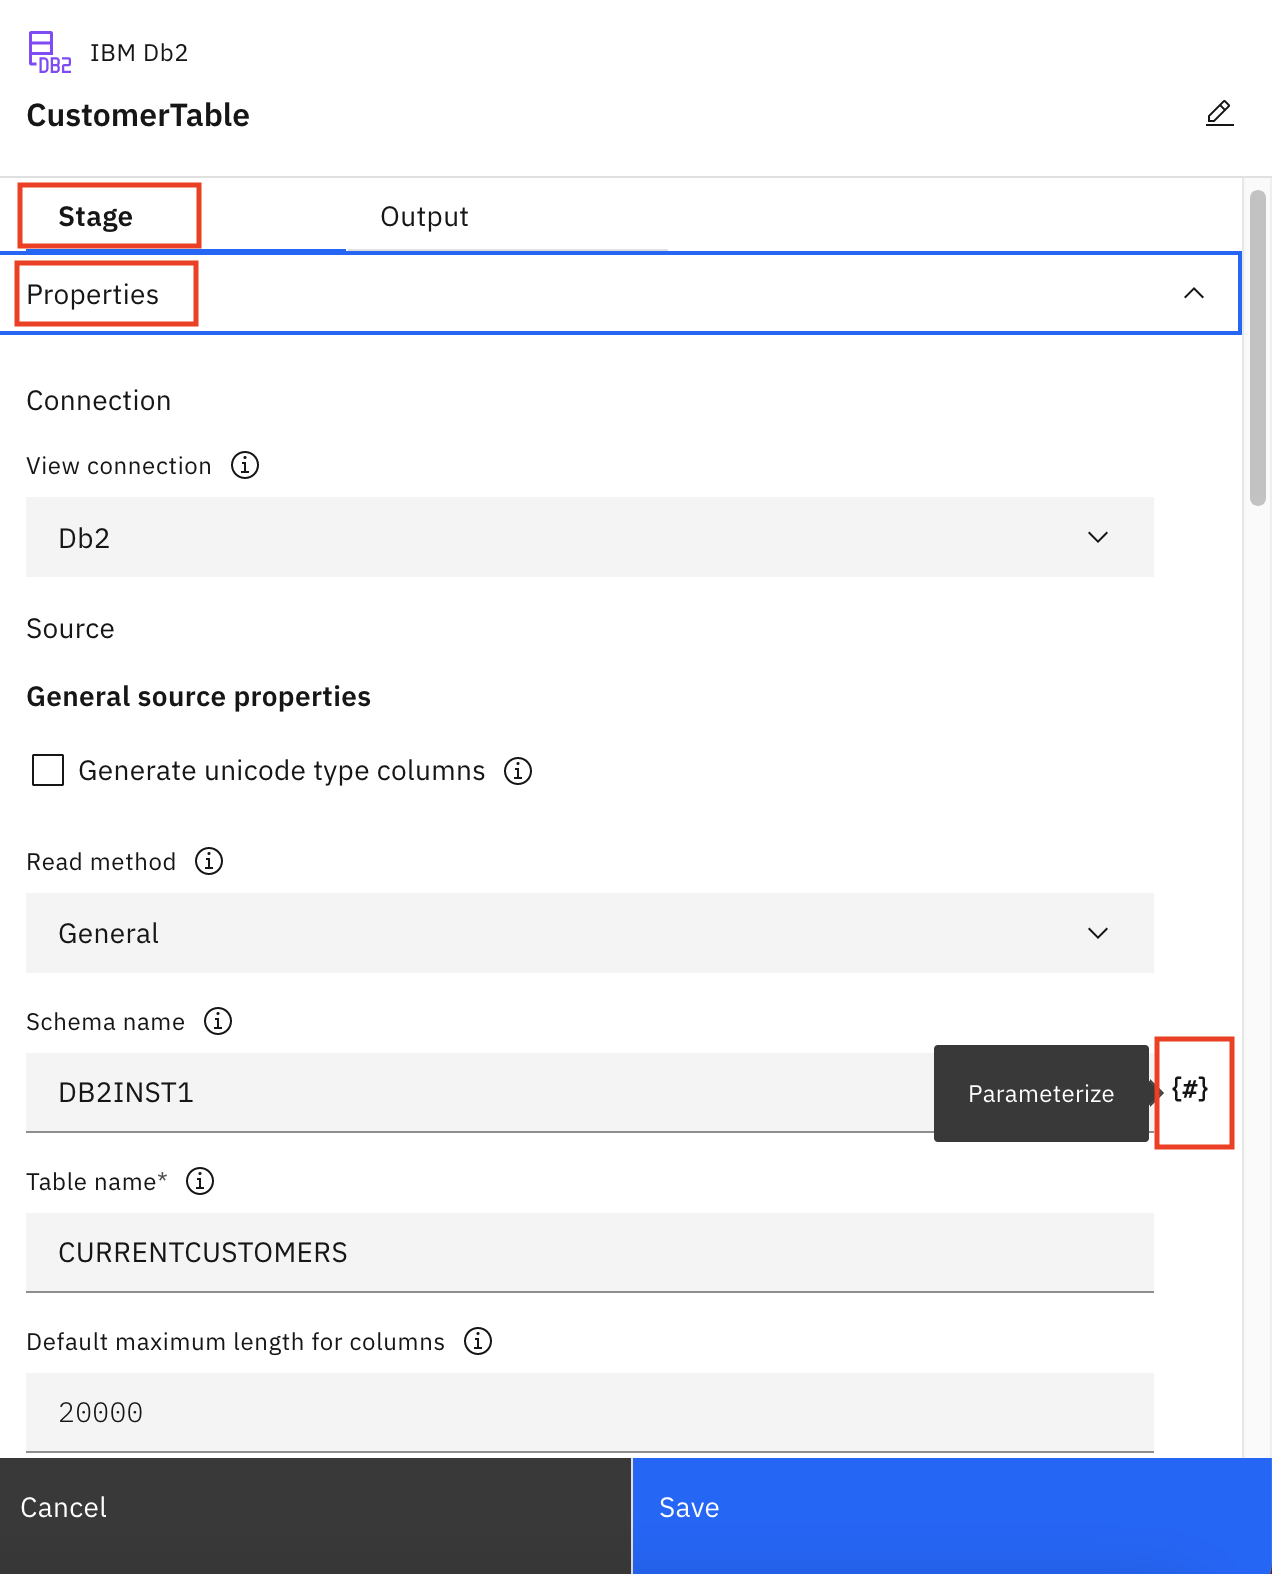 DB2
IBM Db2
CustomerTable
Stage
Output
Properties
Connection
View connection
Db2
Source
General source properties
Generate unicode type columns
Read method
General
Schema name
DB2INST1
Parameterize
{#}
Table name*
CURRENTCUSTOMERS
Default maximum length for columns
20000
Cancel
Save